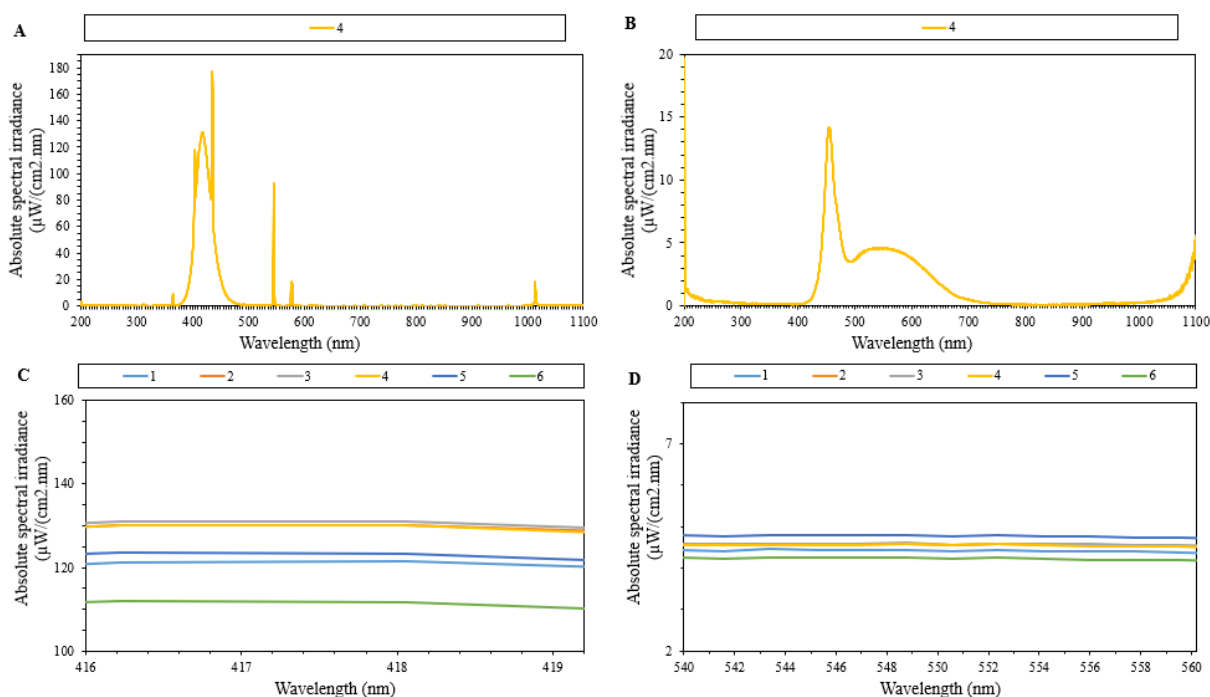 A
4
Absolute spectral irradiance
(µW/(cm2.nm)
180
160
140
120
100
80
60
40
20
0
200 300 400 500 600 700 800 900 1000 1100
Wavelength (nm)
B
4
Absolute spectral irradiance
(µW/(cm2.nm)
20
15
10
5
0
200 300 400 500 600 700 800 900 1000 1100
Wavelength (nm)
C
1 2 3 4 5 6
Absolute spectral irradiance
(µW/(cm2.nm)
160
140
120
100
416 417 418 419
Wavelength (nm)
D
1 2 3 4 5 6
Absolute spectral irradiance
(µW/(cm2.nm)
7
2
540 542 544 546 548 550 552 554 556 558 560
Wavelength (nm)